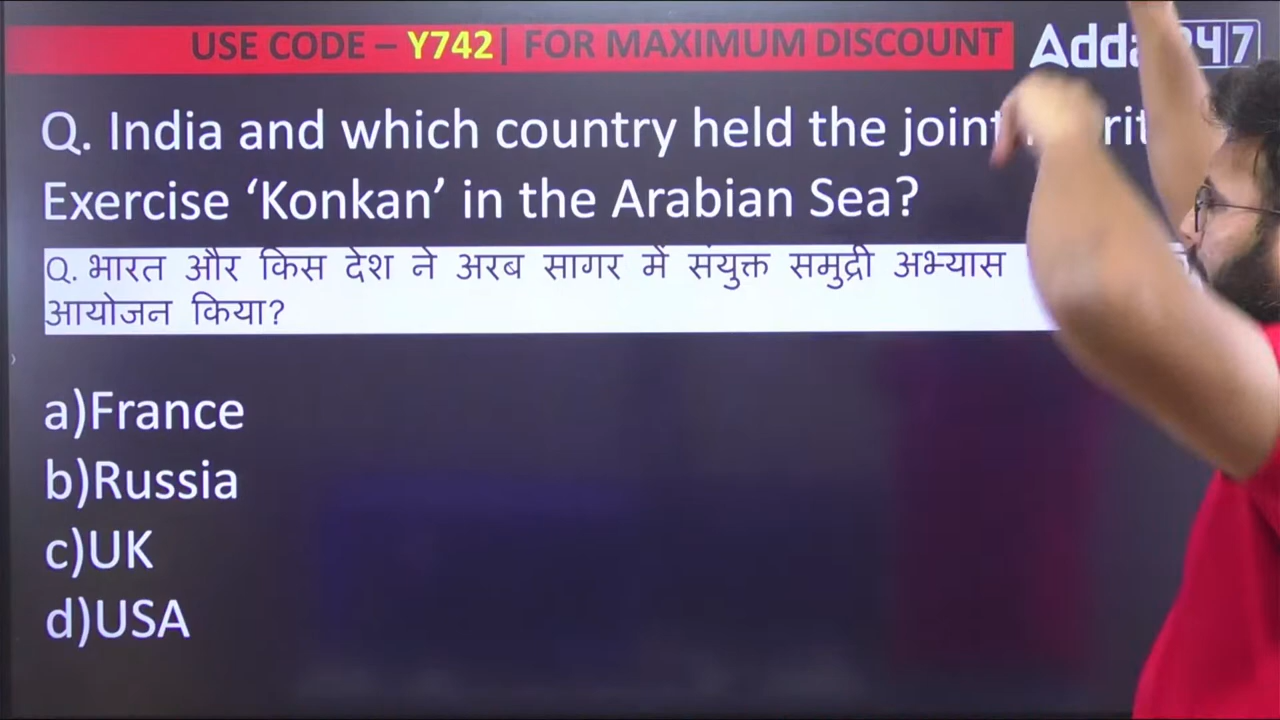 USE CODE – Y742| FOR MAXIMUM DISCOUNT
Q. India and which country held the joint
Exercise ‘Konkan’ in the Arabian Sea?
Q. भारत और किस देश ने अरब सागर में संयुक्त समुद्री अभ्यास
आयोजन किया?
a)France
b)Russia
c)UK
d)USA